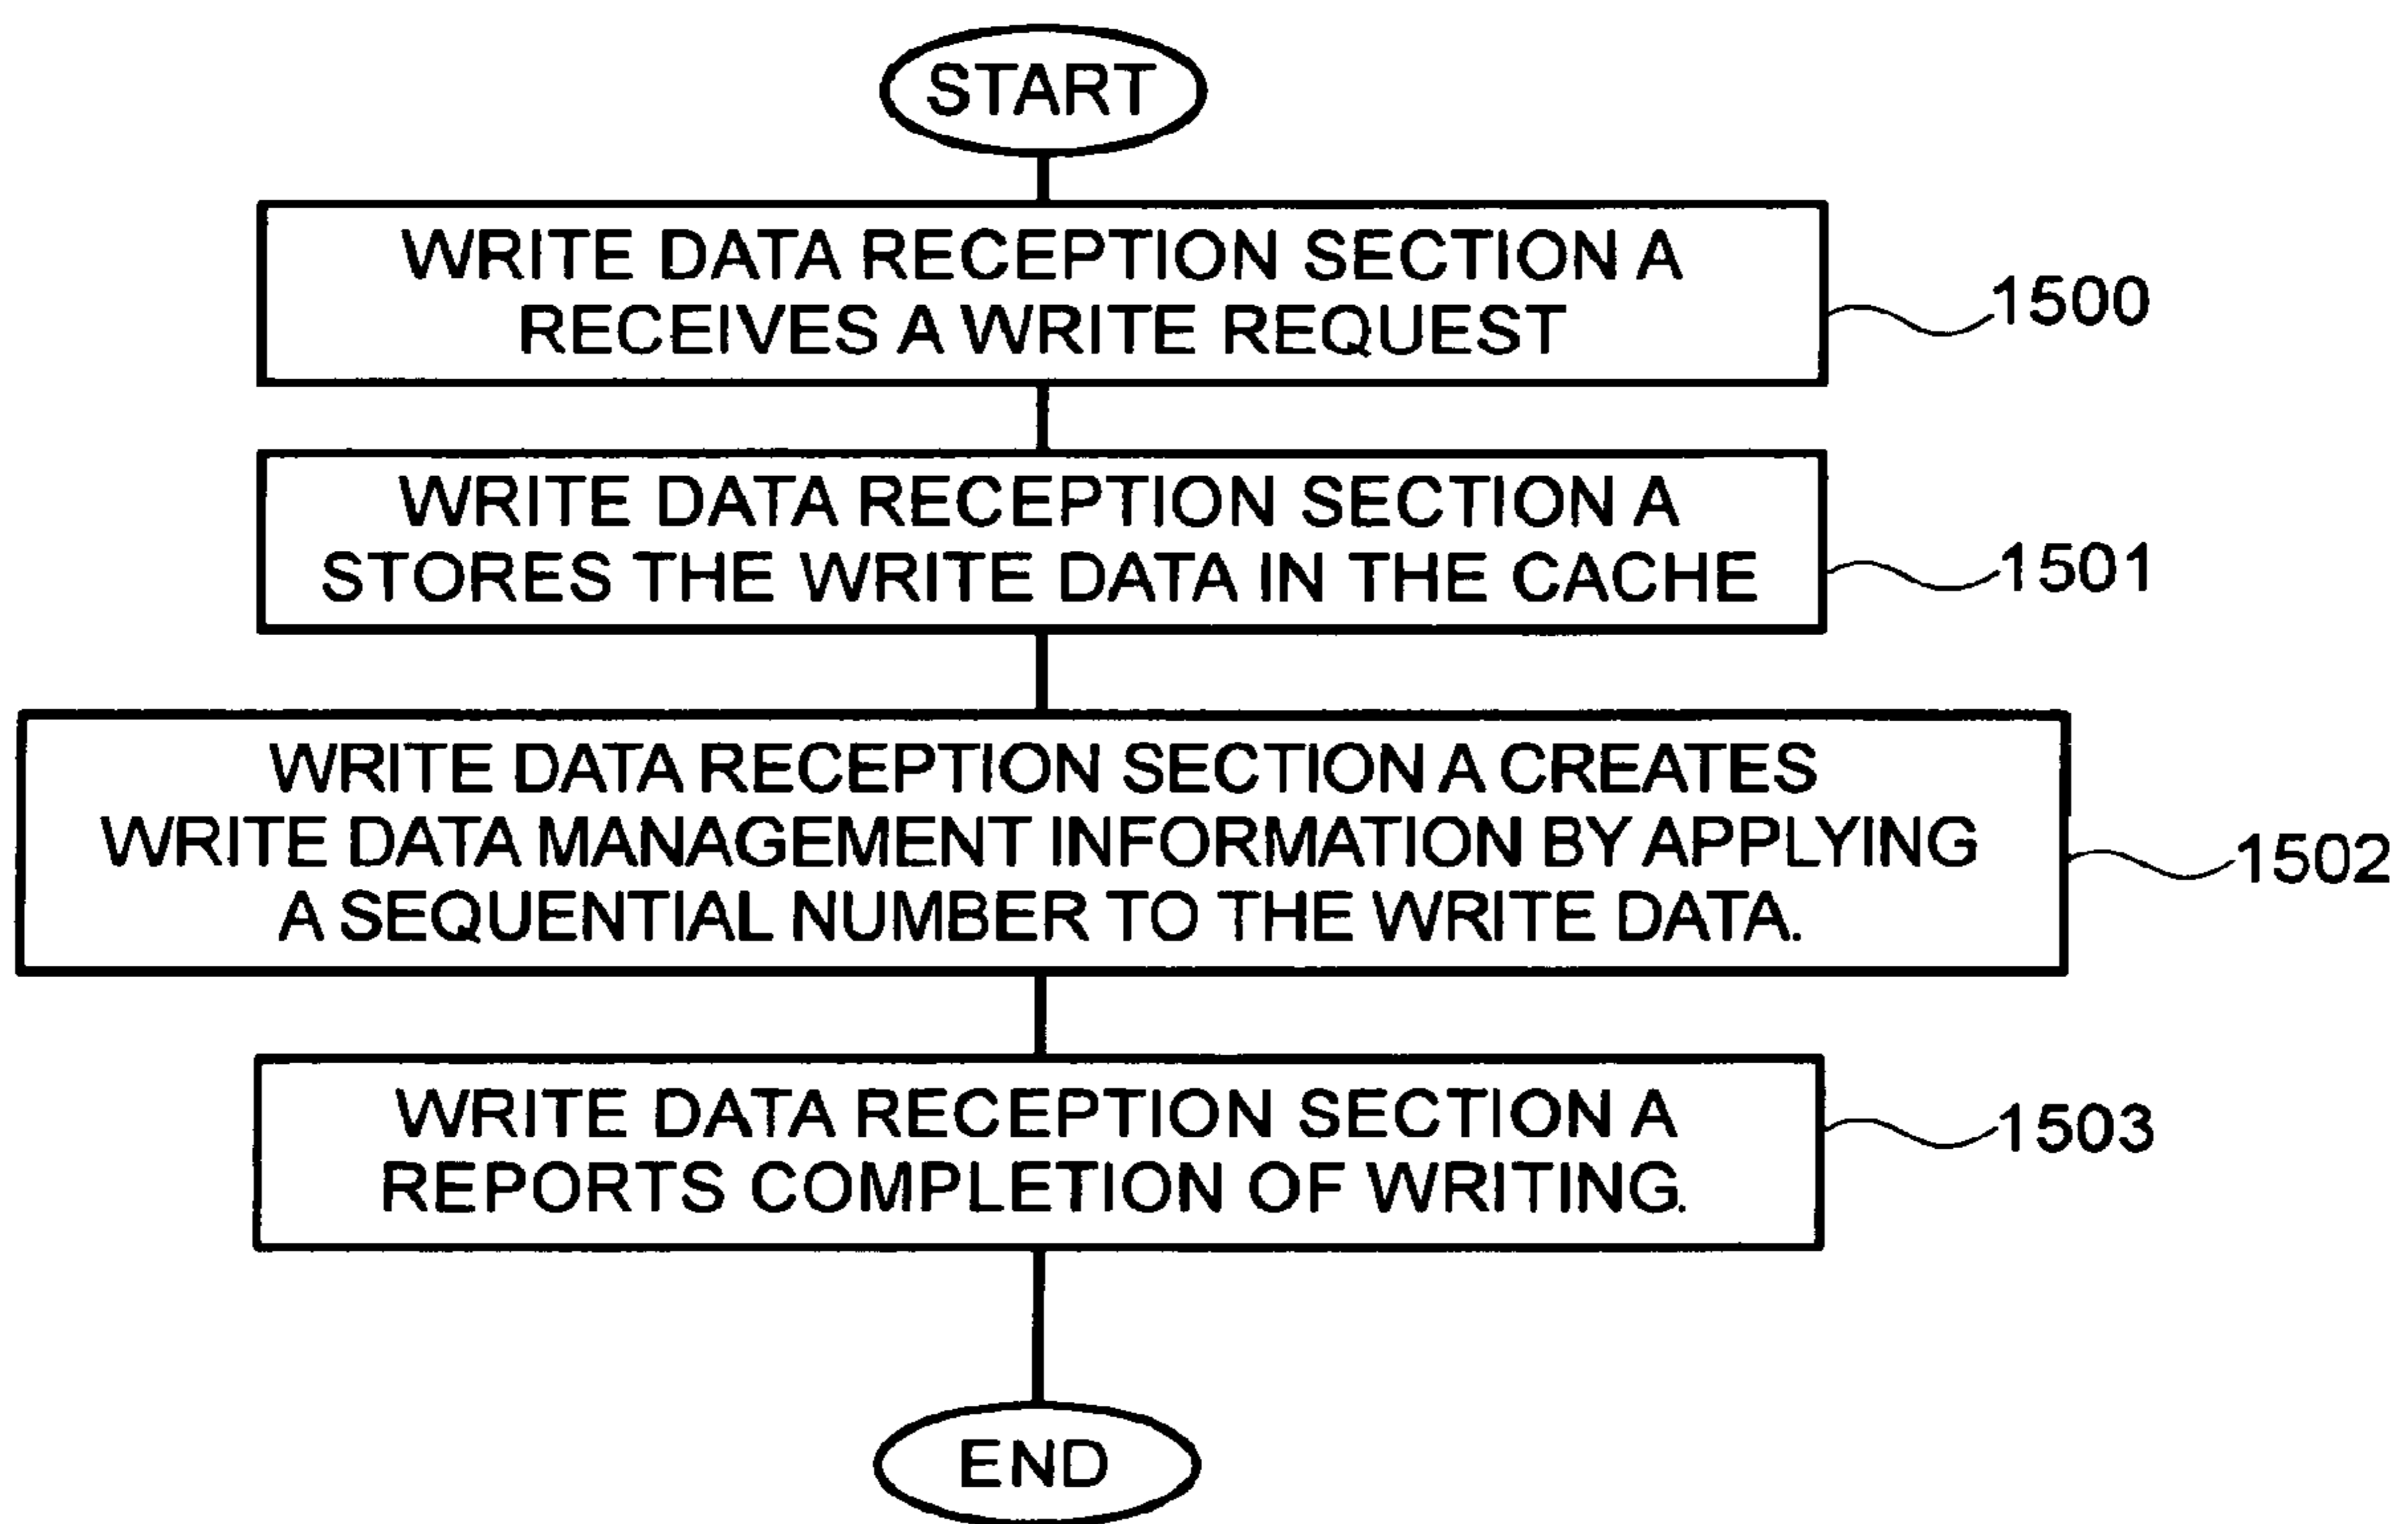 START
WRITE DATA RECEPTION SECTION A
RECEIVES A WRITE REQUEST
1500
WRITE DATA RECEPTION SECTION A
STORES THE WRITE DATA IN THE CACHE
1501
WRITE DATA RECEPTION SECTION A CREATES
WRITE DATA MANAGEMENT INFORMATION BY APPLYING
A SEQUENTIAL NUMBER TO THE WRITE DATA.
1502
WRITE DATA RECEPTION SECTION A
REPORTS COMPLETION OF WRITING.
1503
END